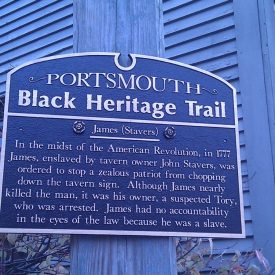 PORTSMOUTH
Black Heritage Trail
James (Stavers)
In the midst of the American Revolution, in 1777
James, enslaved by tavern owner John Stavers, was
ordered to stop a zealous patriot from chopping
down the tavern sign. Although James nearly
killed the man, it was his owner, a suspected Tory,
who was arrested. James had no accountability
in the eyes of the law because he was a slave.